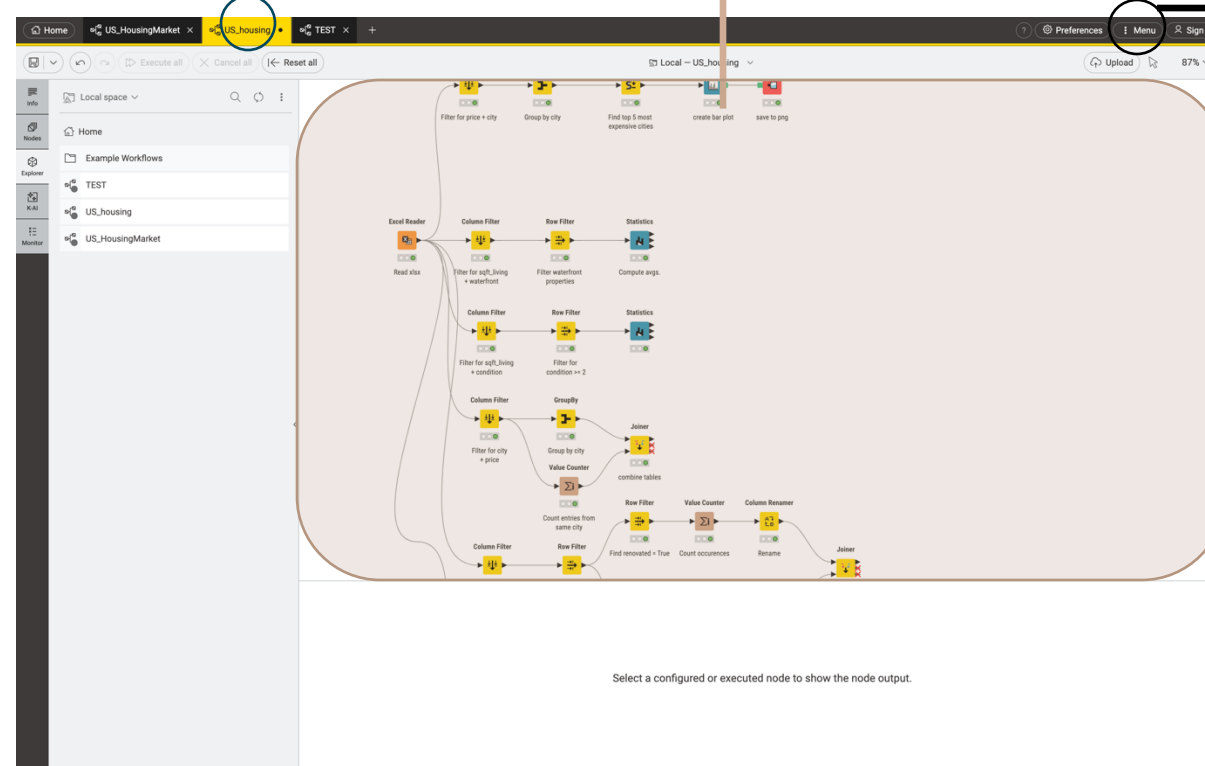 Home
US_HousingMarket
US_housing
TEST
Preferences
Menu
Sign
Execute all
Cancel all
Reset all
Local — US_housing
Upload
87%
Info
Nodes
Explorer
K-AI
Monitor
Local space
Home
Example Workflows
TEST
US_housing
US_HousingMarket
Filter for price + city
Group by city
Find top 5 most
expensive cities
create bar plot
save to png
Excel Reader
Column Filter
Row Filter
Statistics
Read xlsx
Filter for sqft_living
+ waterfront
Filter waterfront
properties
Compute avgs.
Column Filter
Row Filter
Statistics
Filter for sqft_living
+ condition
Filter for
condition >= 2
Column Filter
GroupBy
Joiner
Filter for city
+ price
Group by city
combine tables
Value Counter
Count entries from
same city
Row Filter
Value Counter
Column Renamer
Find renovated = True
Count occurences
Rename
Column Filter
Row Filter
Joiner
Select a configured or executed node to show the node output.